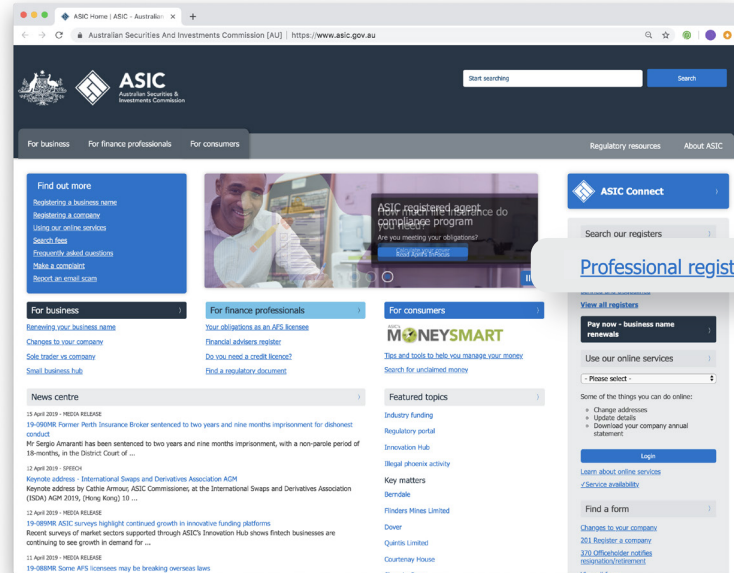 ASIC Home | ASIC - Australian
Australian Securities And Investments Commission [AU] | https://www.asic.gov.au
ASIC
Australian Securities &
Investments Commission
Start searching
Search
For business
For finance professionals
For consumers
Regulatory resources
About ASIC
Find out more
Registering a business name
Registering a company
Using our online services
Search fees
Frequently asked questions
Make a complaint
Report an email scam
ASIC registered agent
compliance program
How much life insurance do
you need?
Are you meeting your obligations?
Read April's InFocus
ASIC Connect
Search our registers
Professional regist
View all registers
Pay now - business name
renewals
Use our online services
- Please select -
Some of the things you can do online:
Change addresses
Update details
Download your company annual
statement
Login
Learn about online services
✓Service availability
Find a form
Changes to your company
201 Register a company
370 Officeholder notifies
resignation/retirement
For business
Renewing your business name
Changes to your company
Sole trader vs company
Small business hub
For finance professionals
Your obligations as an AFS licensee
Financial advisers register
Do you need a credit licence?
Find a regulatory document
For consumers
ASIC's
MONEYSMART
Tips and tools to help you manage your money
Search for unclaimed money
News centre
15 April 2019 - MEDIA RELEASE
19-090MR Former Perth Insurance Broker sentenced to two years and nine months imprisonment for dishonest
conduct
Mr Sergio Amaranti has been sentenced to two years and nine months imprisonment, with a non-parole period of
18-months, in the District Court of ...
12 April 2019 - SPEECH
Keynote address - International Swaps and Derivatives Association AGM
Keynote address by Cathie Armour, ASIC Commissioner, at the International Swaps and Derivatives Association
(ISDA) AGM 2019, (Hong Kong) 10 ...
12 April 2019 - MEDIA RELEASE
19-089MR ASIC surveys highlight continued growth in innovative funding platforms
Recent surveys of market sectors supported through ASIC's Innovation Hub shows fintech businesses are
continuing to see growth in demand for ...
11 April 2019 - MEDIA RELEASE
19-088MR Some AFS licensees may be breaking overseas laws
Featured topics
Industry funding
Regulatory portal
Innovation Hub
Illegal phoenix activity
Key matters
Berndale
Flinders Mines Limited
Dover
Quintis Limited
Courtenay House